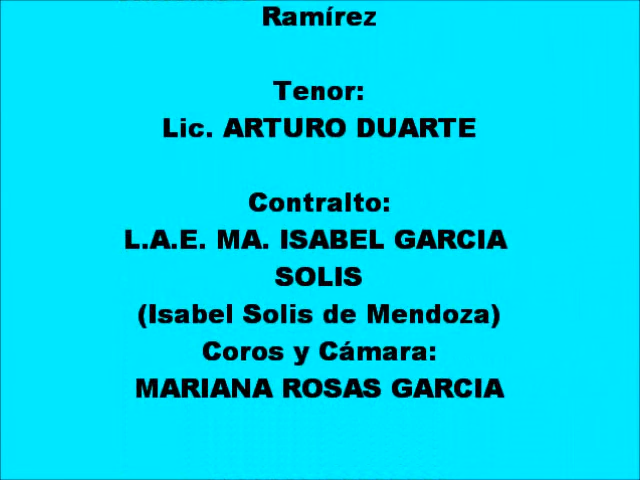 Ramírez
Tenor:
Lic. ARTURO DUARTE
Contralto:
L.A.E. MA. ISABEL GARCIA
SOLIS
(Isabel Solis de Mendoza)
Coros y Cámara:
MARIANA ROSAS GARCIA